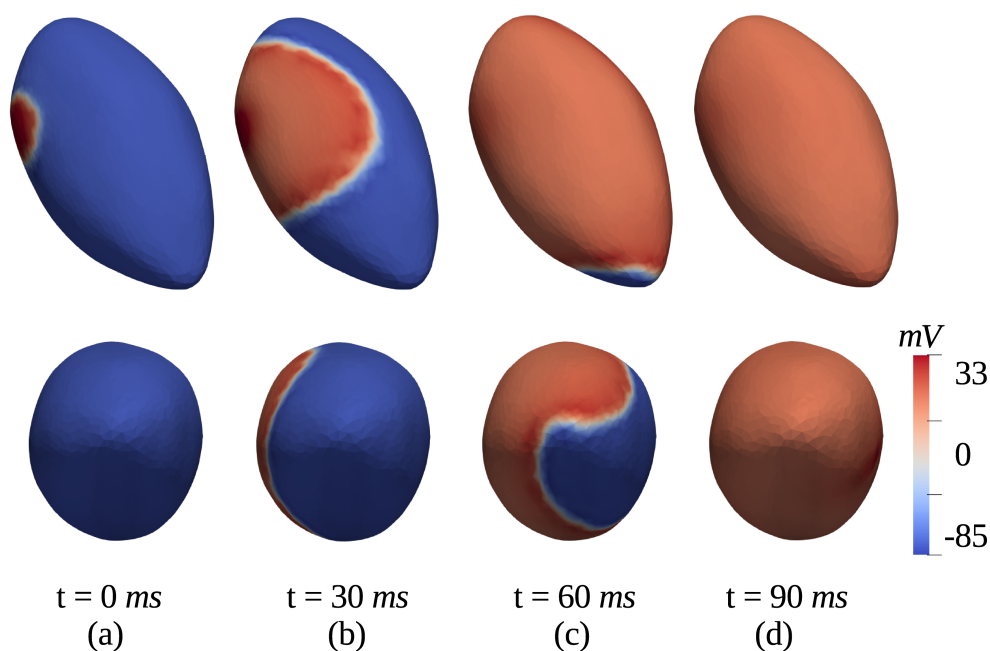 mV
33
0
-85
t = 0 ms
t = 30 ms
t = 60 ms
t = 90 ms
(a)
(b)
(c)
(d)